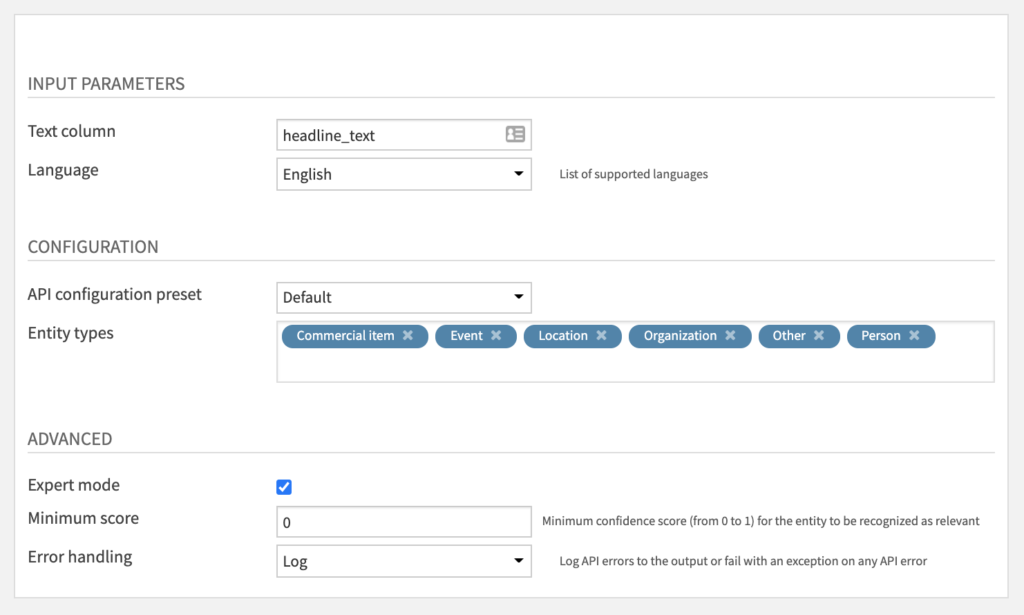 INPUT PARAMETERS
Text column
headline_text
Language
English
List of supported languages
CONFIGURATION
API configuration preset
Default
Entity types
Commercial item × Event × Location × Organization × Other × Person ×
ADVANCED
Expert mode
Minimum score
0
Minimum confidence score (from 0 to 1) for the entity to be recognized as relevant
Error handling
Log
Log API errors to the output or fail with an exception on any API error